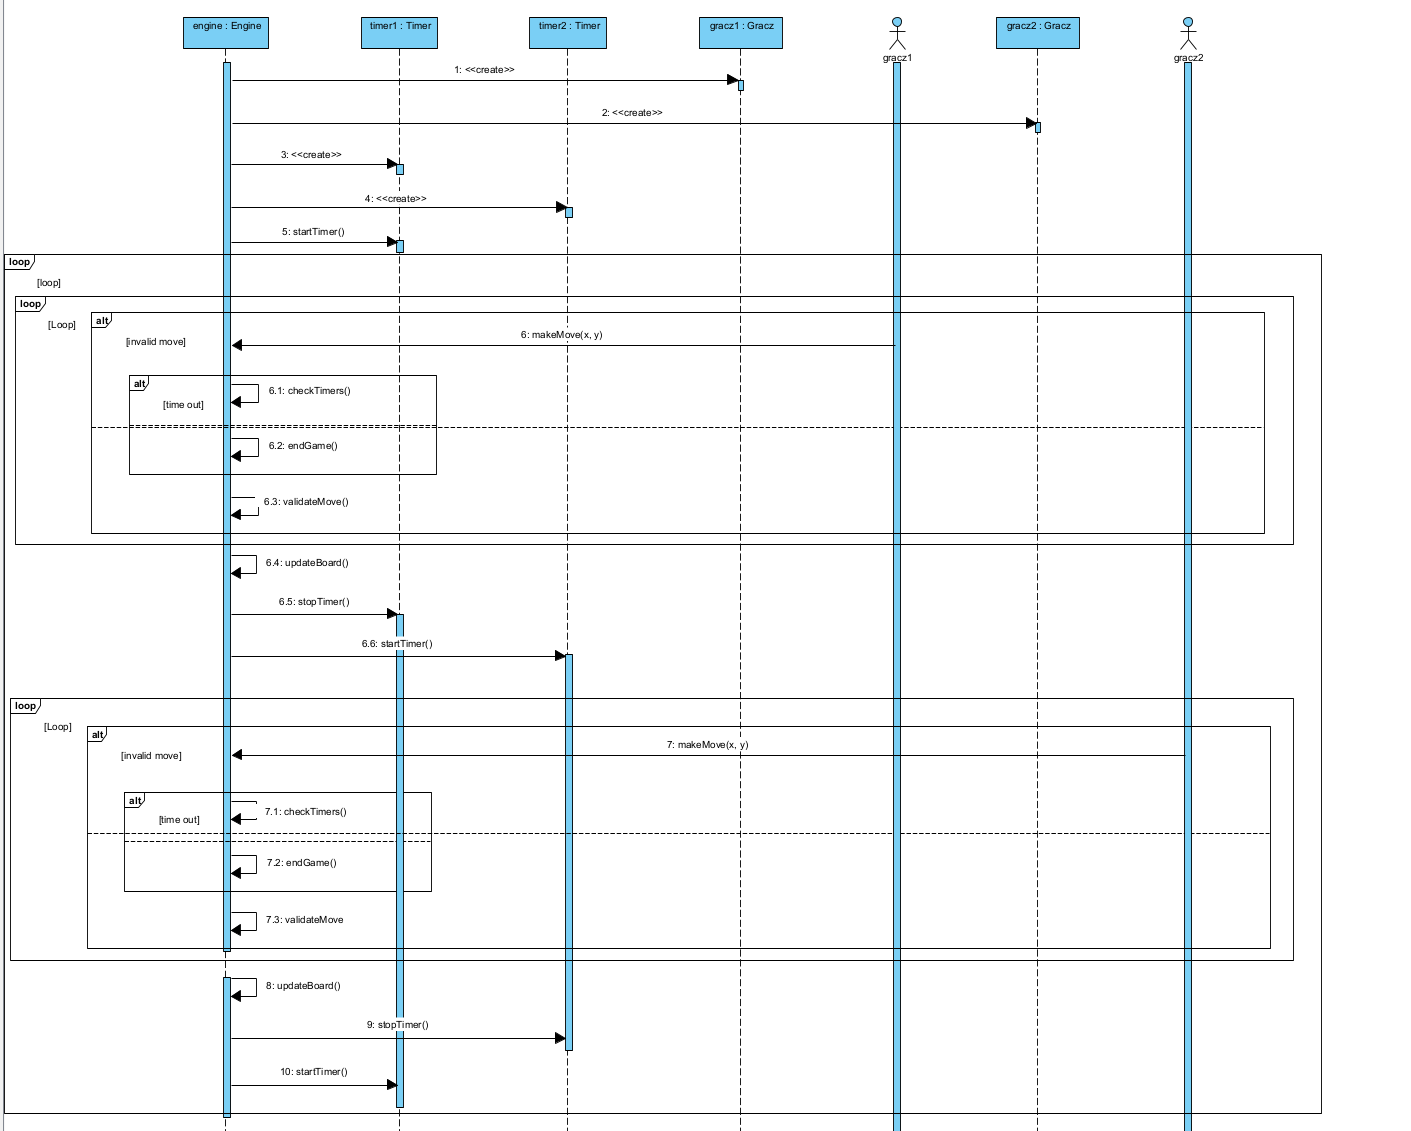 engine : Engine
timer1 : Timer
timer2 : Timer
gracz1 : Gracz
gracz1
gracz2 : Gracz
gracz2
1: <<create>>
2: <<create>>
3: <<create>>
4: <<create>>
5: startTimer()
loop
[loop]
loop
[Loop]
alt
[invalid move]
6: makeMove(x, y)
alt
[time out]
6.1: checkTimers()
6.2: endGame()
6.3: validateMove()
6.4: updateBoard()
6.5: stopTimer()
6.6: startTimer()
loop
[Loop]
alt
[invalid move]
7: makeMove(x, y)
alt
[time out]
7.1: checkTimers()
7.2: endGame()
7.3: validateMove
8: updateBoard()
9: stopTimer()
10: startTimer()